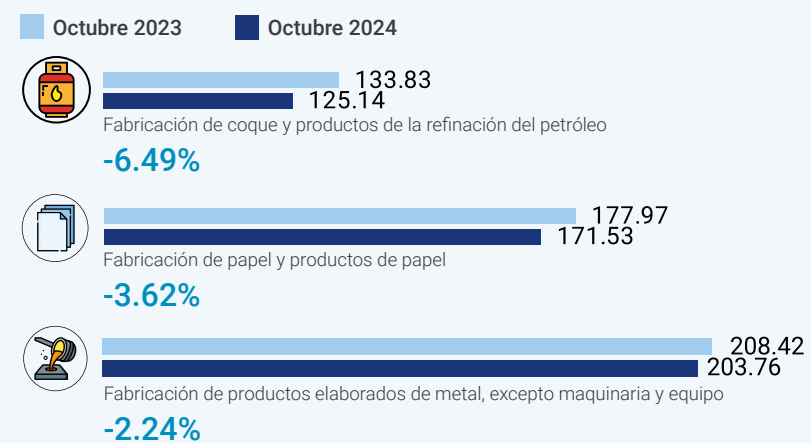 Octubre 2023
Octubre 2024
133.83
125.14
Fabricación de coque y productos de la refinación del petróleo
-6.49%
177.97
171.53
Fabricación de papel y productos de papel
-3.62%
208.42
203.76
Fabricación de productos elaborados de metal, excepto maquinaria y equipo
-2.24%